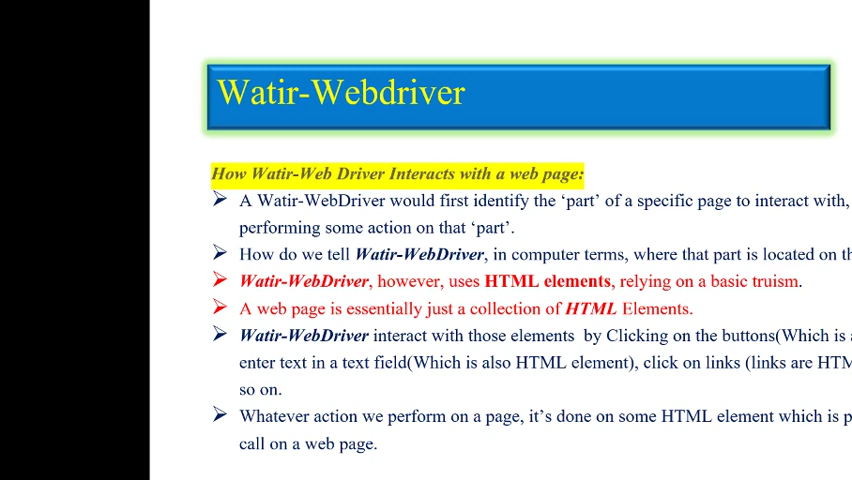 Watir-Webdriver
How Watir-Web Driver Interacts with a web page:
A Watir-WebDriver would first identify the ‘part’ of a specific page to interact with,
performing some action on that ‘part’.
How do we tell Watir-WebDriver, in computer terms, where that part is located on
Watir-WebDriver, however, uses HTML elements, relying on a basic truism.
A web page is essentially just a collection of HTML Elements.
Watir-WebDriver interact with those elements by Clicking on the buttons(Which is
enter text in a text field(Which is also HTML element), click on links (links are
so on.
Whatever action we perform on a page, it’s done on some HTML element which is
call on a web page.